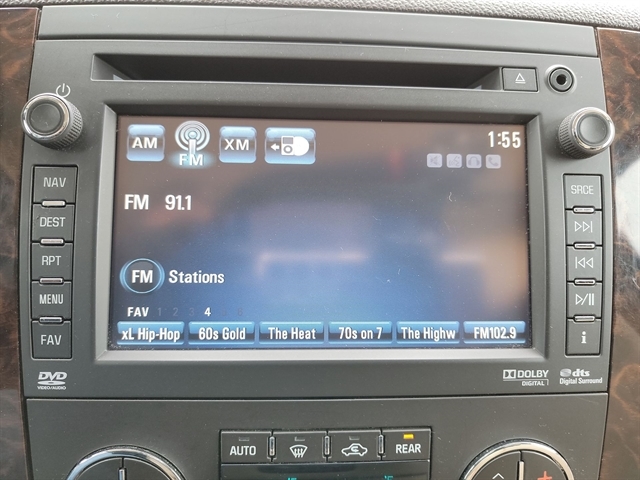 AM FM XM 1:55
FM 91.1
FM Stations
FAV 1 2 3 4
xL Hip-Hop 60s Gold The Heat 70s on 7 The Highw FM102.9
NAV
DEST
RPT
MENU
FAV
SRCE
i
DVD
VIDEO/AUDIO
DOLBY
DIGITAL
dts
Digital Surround
AUTO REAR